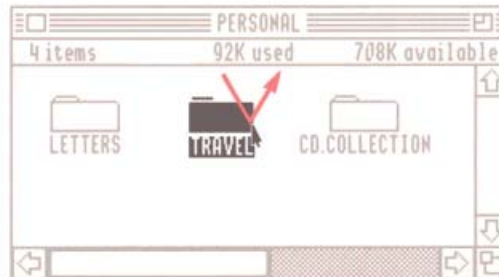 PERSONAL
4 items 92K used 708K available
LETTERS TRAVEL CD.COLLECTION